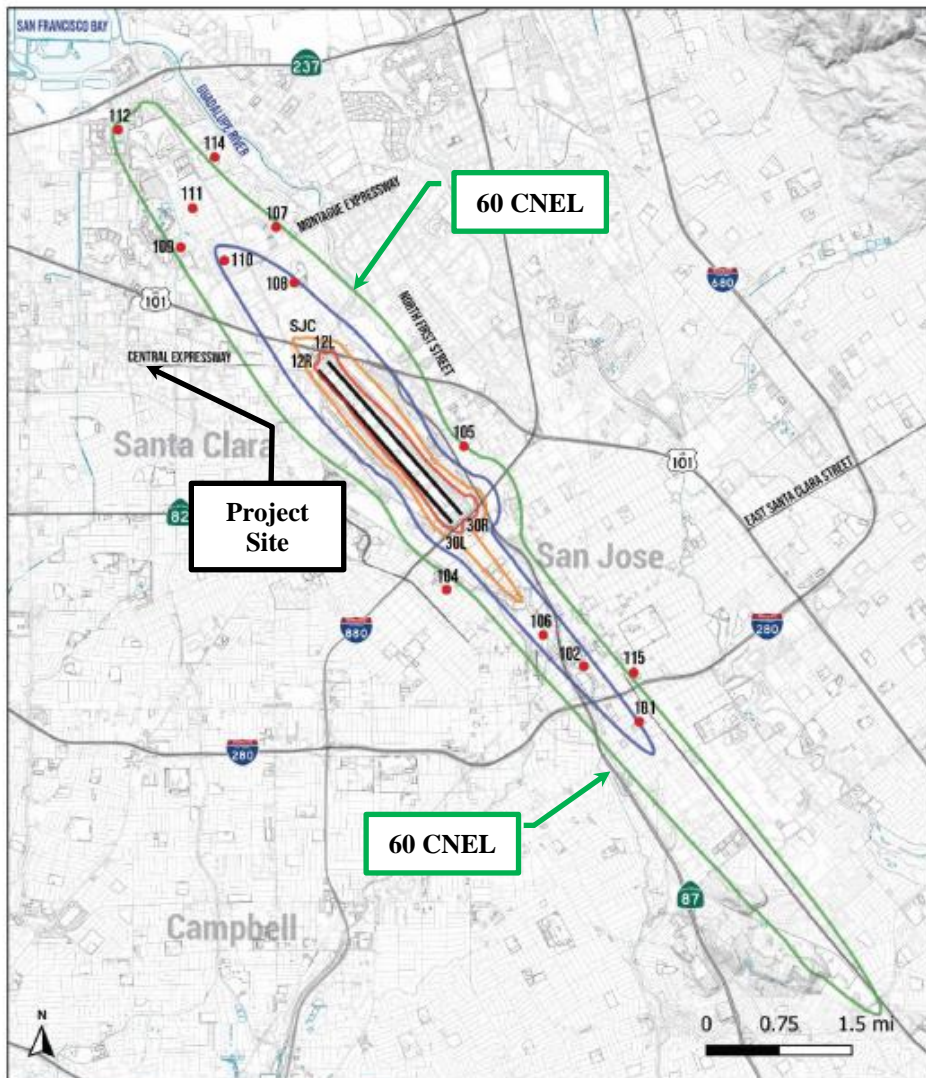 SAN FRANCISCO BAY
237
GUADALUPE RIVER
112
114
60 CNEL
111
107
MONTAGUE EXPRESSWAY
109
110
108
680
101
NORTH FIRST STREET
SJC
12L
12R
CENTRAL EXPRESSWAY
105
Santa Clara
101
EAST SANTA CLARA STREET
82
Project
Site
30R
30L
San Jose
104
880
106
280
102
115
101
280
60 CNEL
87
Campbell
N
0 0.75 1.5 mi